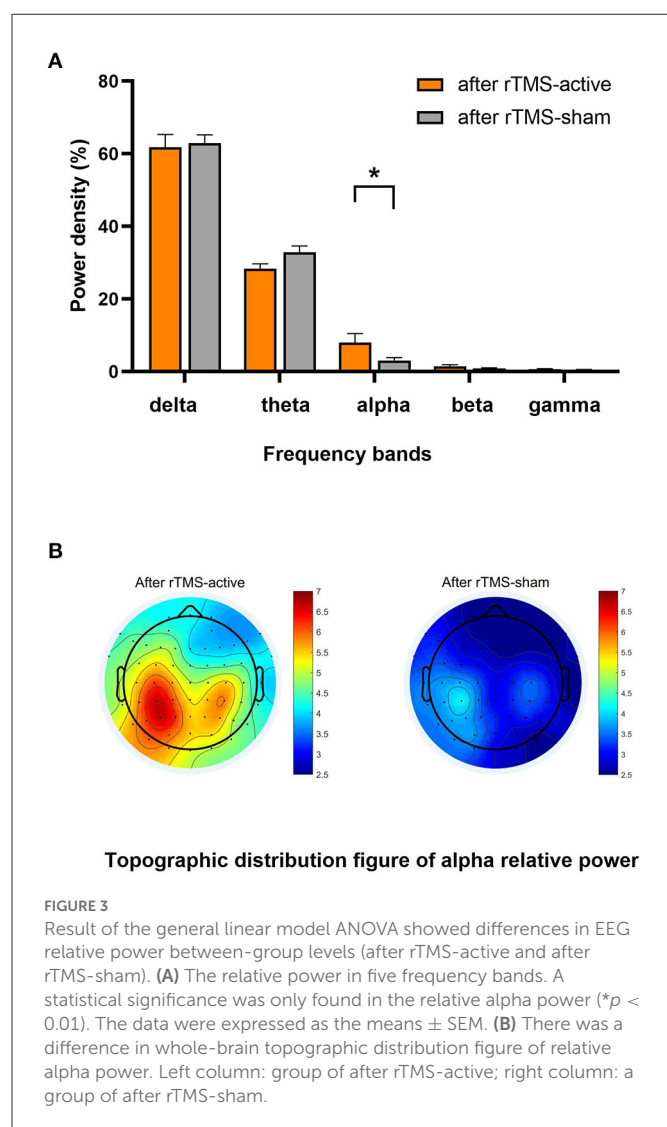 A
80
60
40
20
0
Power density (%)
after rTMS-active
after rTMS-sham
*
delta theta alpha beta gamma
Frequency bands
B
After rTMS-active
7
6.5
6
5.5
5
4.5
4
3.5
3
2.5
After rTMS-sham
7
6.5
6
5.5
5
4.5
4
3.5
3
2.5
Topographic distribution figure of alpha relative power
FIGURE 3
Result of the general linear model ANOVA showed differences in EEG
relative power between-group levels (after rTMS-active and after
rTMS-sham). (A) The relative power in five frequency bands. A
statistical significance was only found in the relative alpha power (*p <
0.01). The data were expressed as the means ± SEM. (B) There was a
difference in whole-brain topographic distribution figure of relative
alpha power. Left column: group of after rTMS-active; right column: a
group of after rTMS-sham.